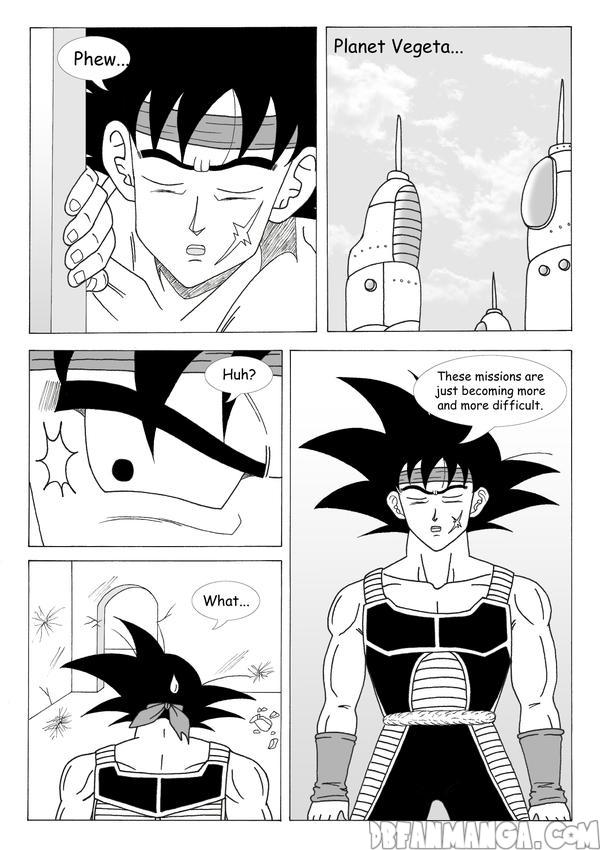 Planet Vegeta...
Phew...
These missions are
just becoming more
and more difficult.
Huh?
What...
DBFANMANGA.COM